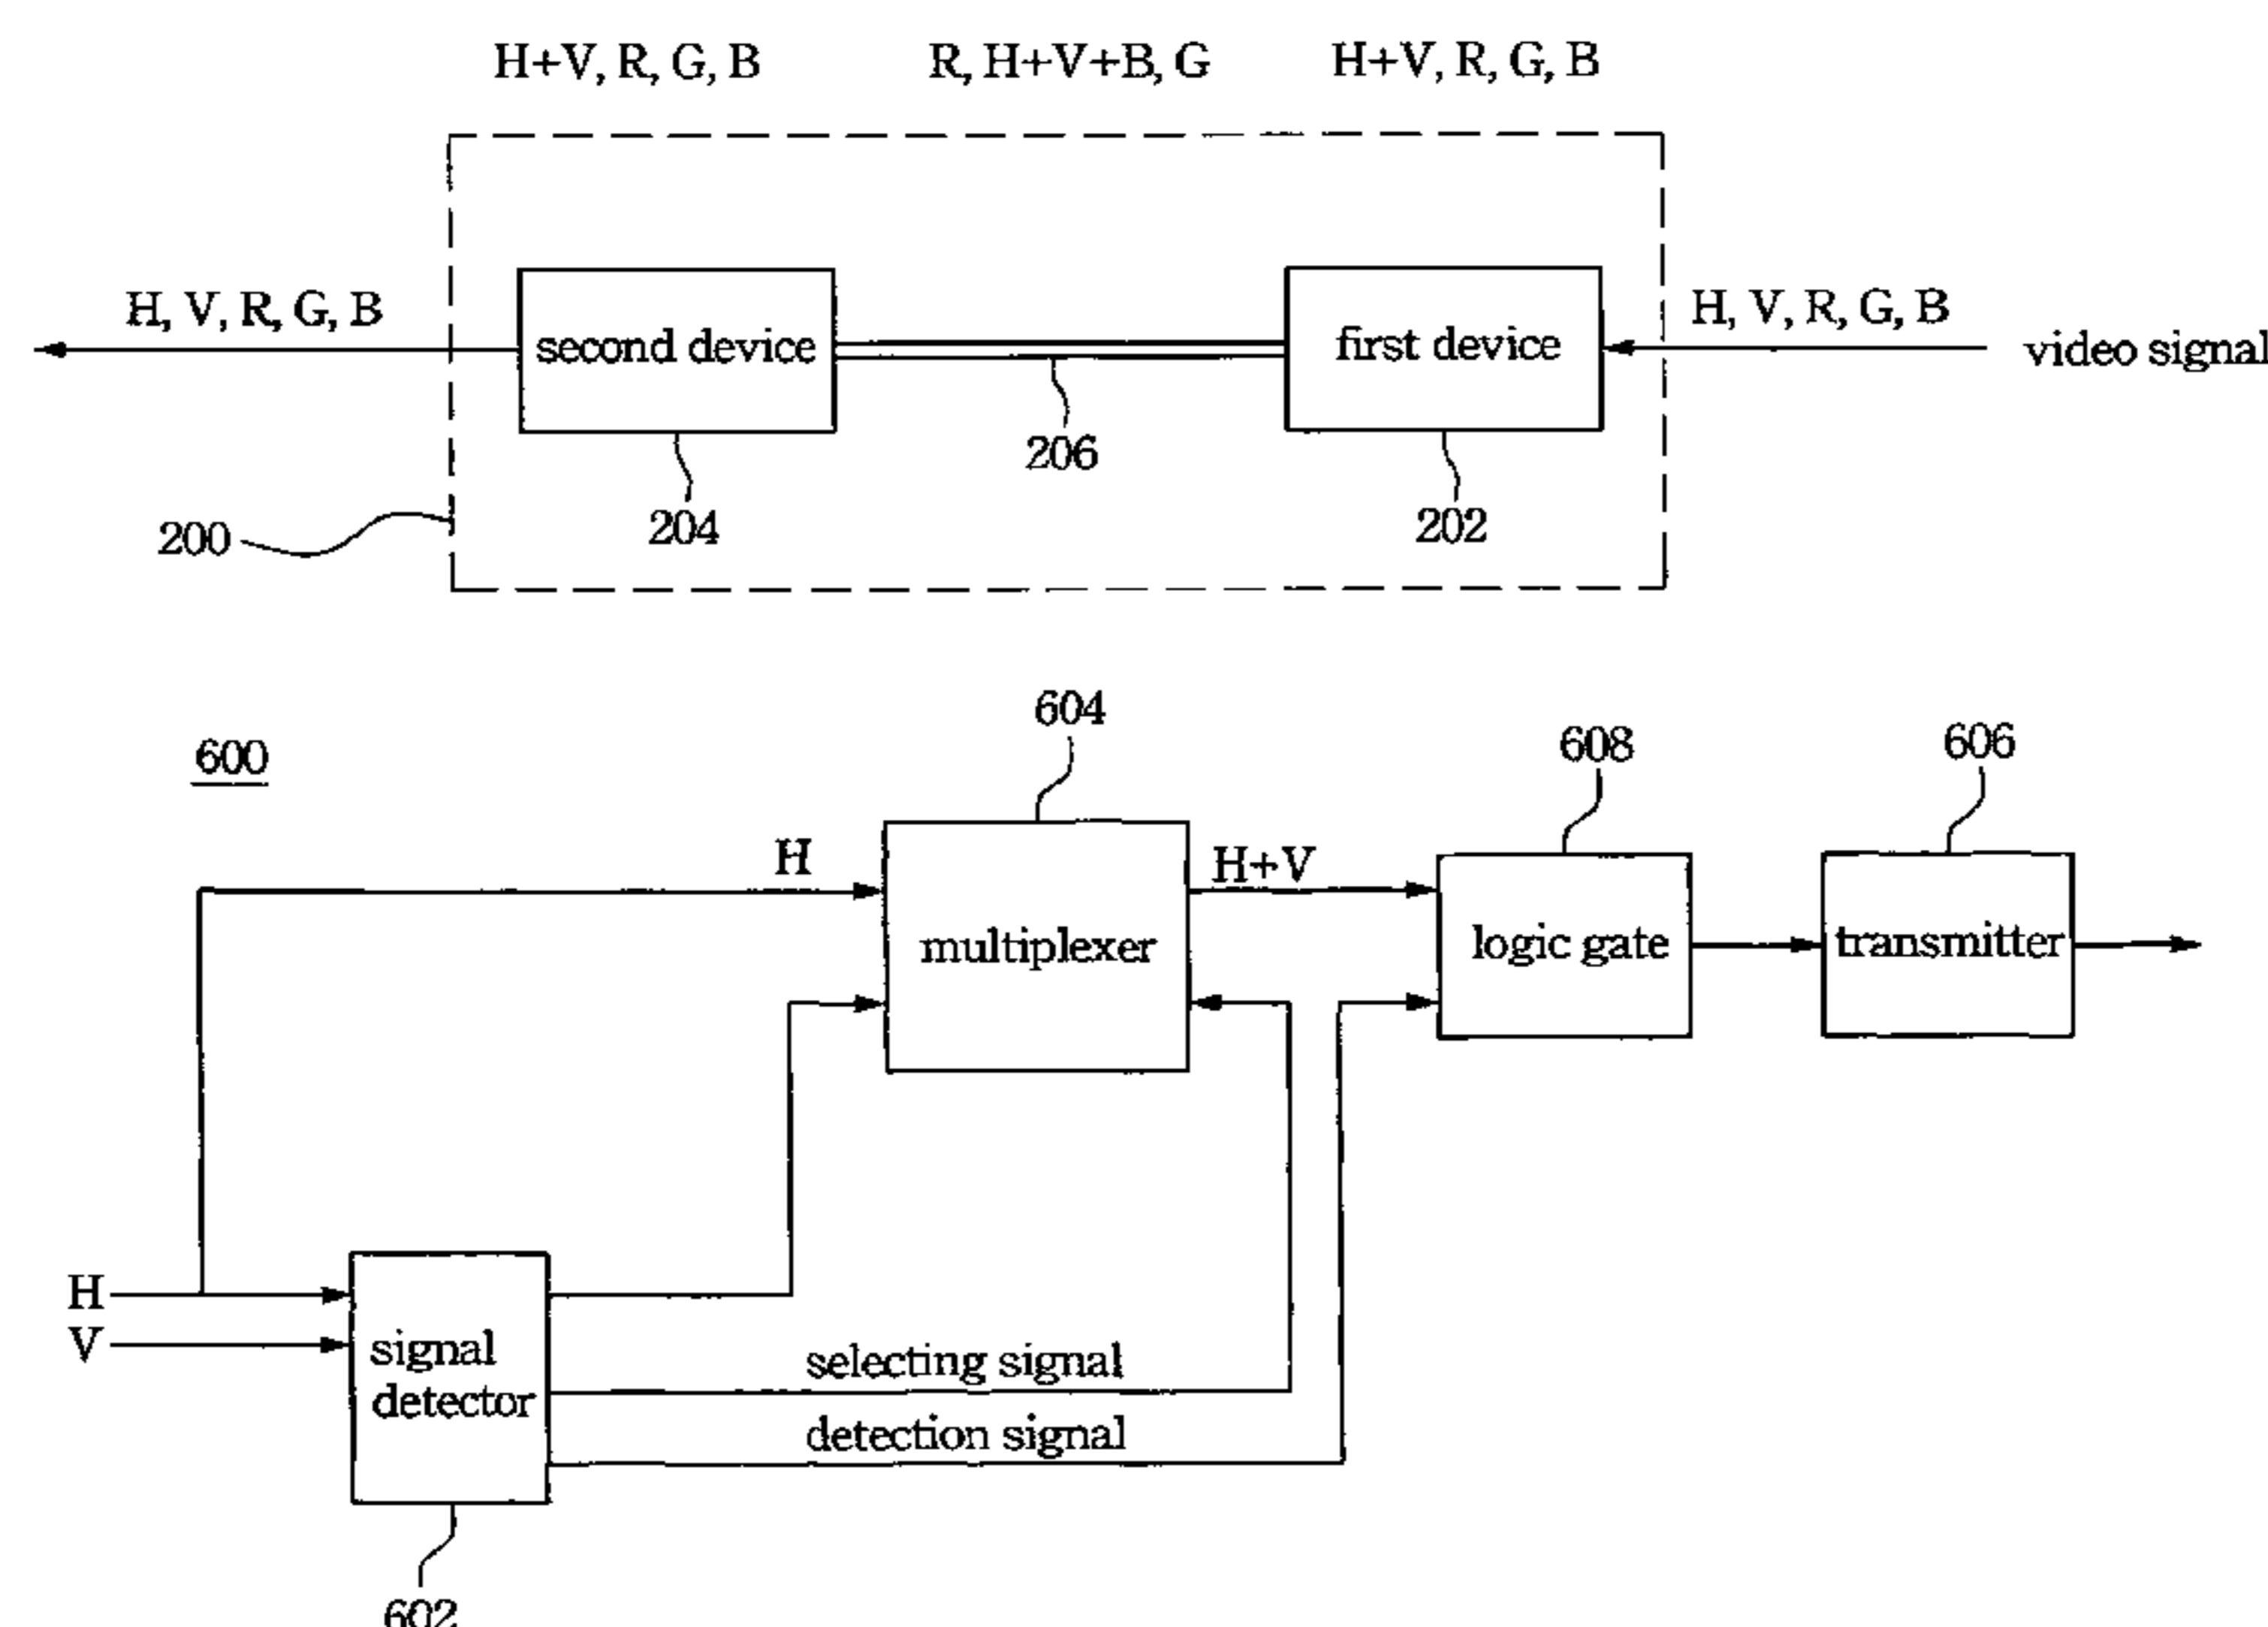 H+V, R, G, B
R, H+V+B, G
H+V, R, G, B
H, V, R, G, B
second device
first device
H, V, R, G, B
video signal
206
204
202
200
600
604
608
606
H
H+V
multiplexer
logic gate
transmitter
H
V
signal
detector
selecting signal
detection signal
602